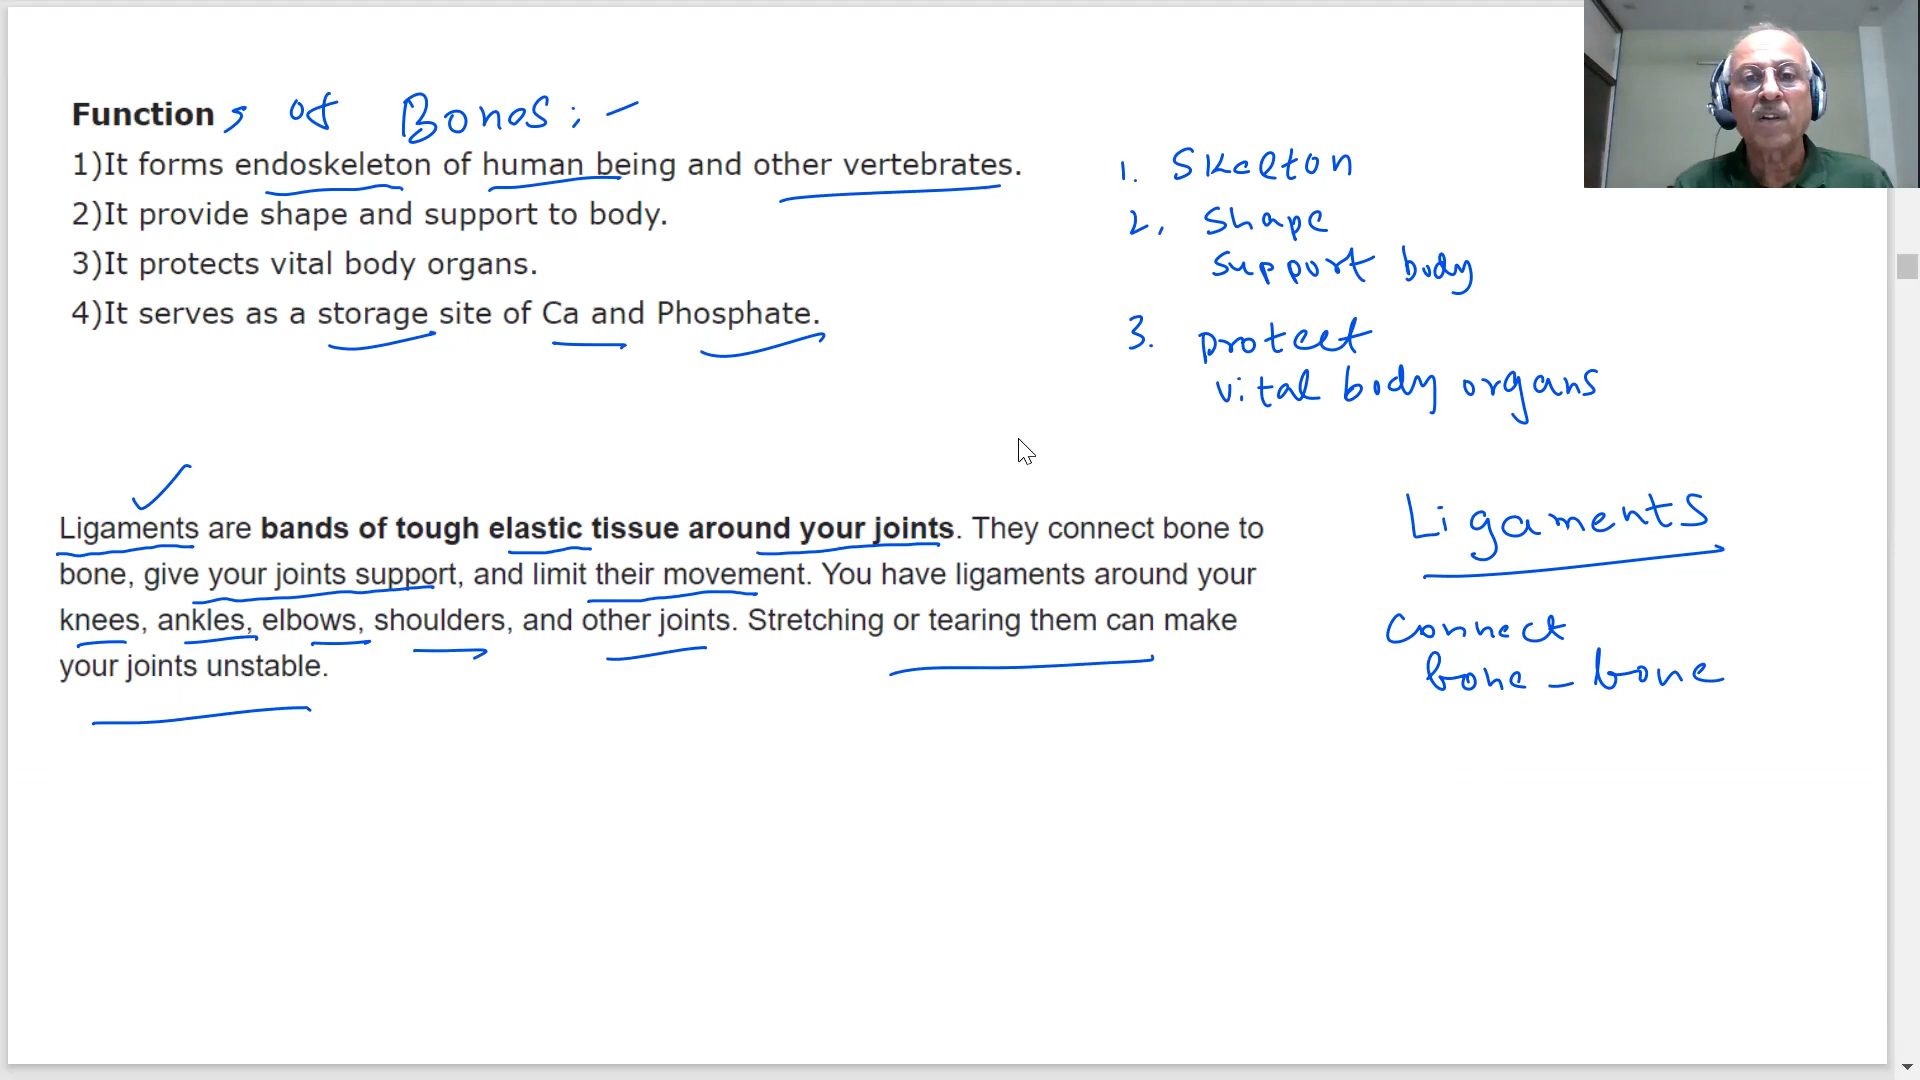 Functions of Bones :-
1)It forms endoskeleton of human being and other vertebrates.
2)It provide shape and support to body.
3)It protects vital body organs.
4)It serves as a storage site of Ca and Phosphate.
1. Skelton
2. Shape
support body
3. protect
vital body organs
Ligaments are bands of tough elastic tissue around your joints. They connect bone to
bone, give your joints support, and limit their movement. You have ligaments around your
knees, ankles, elbows, shoulders, and other joints. Stretching or tearing them can make
your joints unstable.
Ligaments
Connect
bone - bone